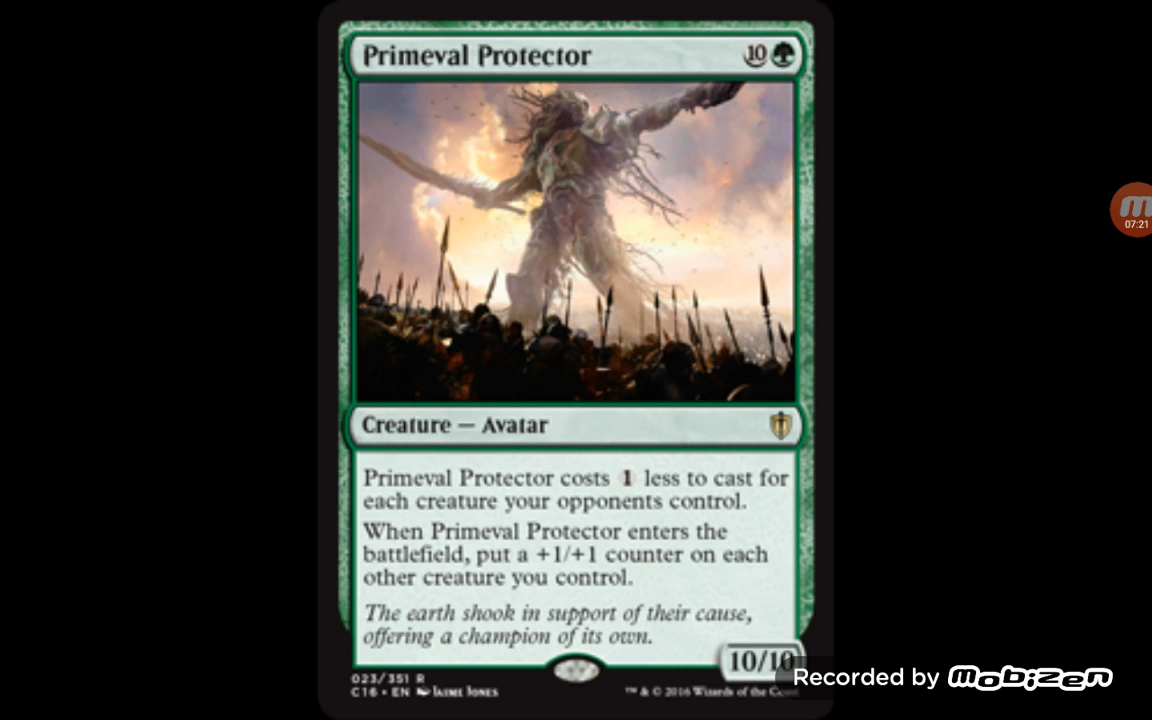 Primeval Protector 10
Creature — Avatar
Primeval Protector costs 1 less to cast for
each creature your opponents control.
When Primeval Protector enters the
battlefield, put a +1/+1 counter on each
other creature you control.
The earth shook in support of their cause,
offering a champion of its own.
10/10
023/351 R
C16 • EN Jaime Jones
™ & © 2016 Wizards of the
m
07:21
Recorded by mobizen